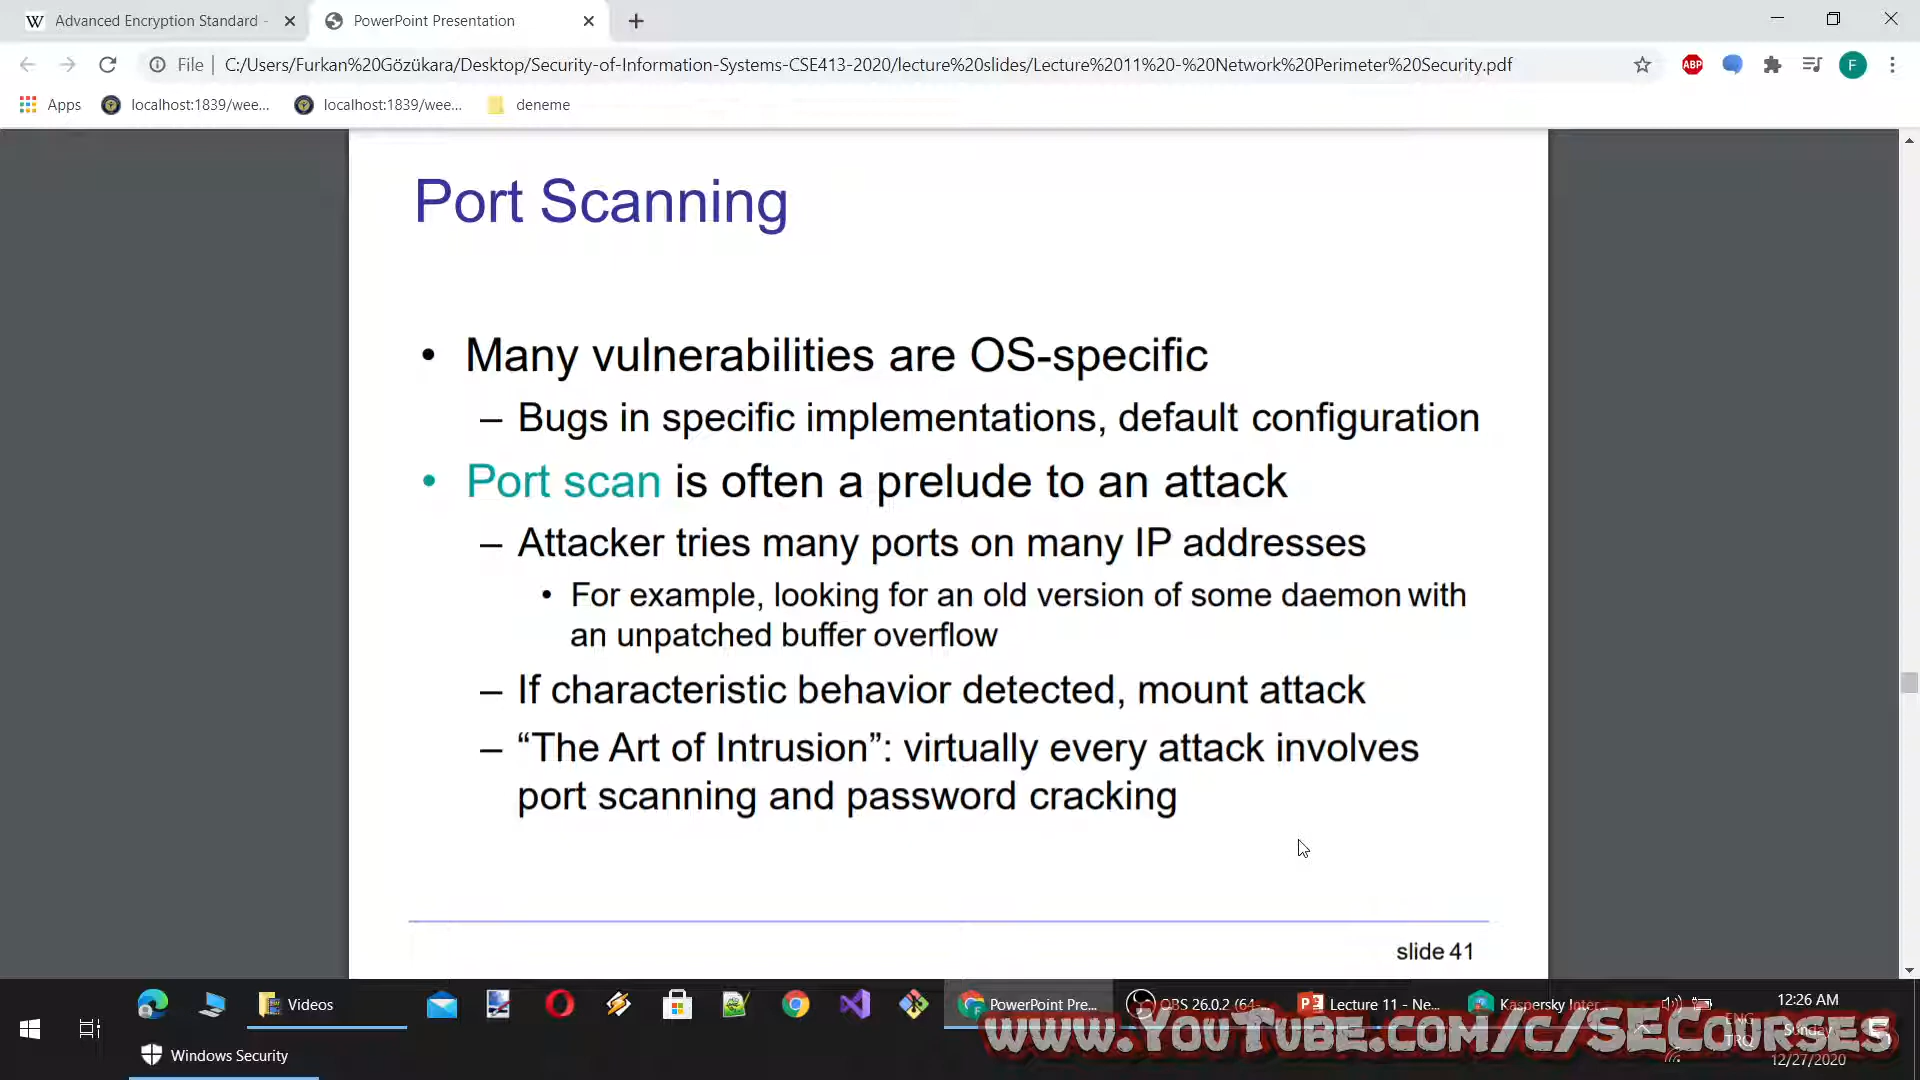 Advanced Encryption Standard -
PowerPoint Presentation
File
C:/Users/Furkan%20Gözükara/Desktop/Security-of-Information-Systems-CSE413-2020/lecture%20slides/Lecture%2011%20-%20Network%20Perimeter%20Security.pdf
ABP
F
Apps
localhost:1839/wee...
localhost:1839/wee...
deneme
Port Scanning
• Many vulnerabilities are OS-specific
– Bugs in specific implementations, default configuration
• Port scan is often a prelude to an attack
– Attacker tries many ports on many IP addresses
• For example, looking for an old version of some daemon with
an unpatched buffer overflow
– If characteristic behavior detected, mount attack
– “The Art of Intrusion”: virtually every attack involves
port scanning and password cracking
slide 41
Videos
PowerPoint Pre...
OBS 26.0.2 (64-...
Lecture 11 - Ne...
Kaspersky Inter...
12:26 AM
ENG
Sunday
TRQ
12/27/2020
Windows Security
www.YouTube.com/c/SECourses